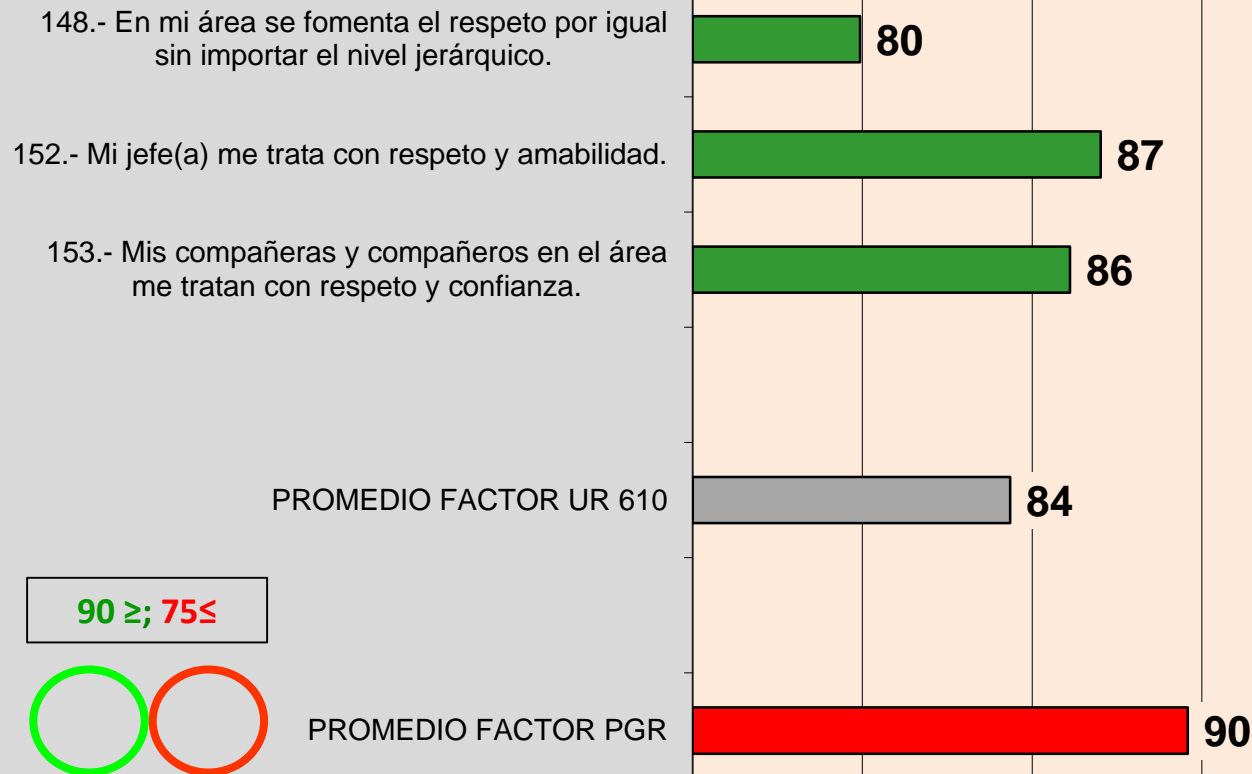 148.- En mi área se fomenta el respeto por igual
sin importar el nivel jerárquico.
80
152.- Mi jefe(a) me trata con respeto y amabilidad.
87
153.- Mis compañeras y compañeros en el área
me tratan con respeto y confianza.
86
PROMEDIO FACTOR UR 610
84
90 ≥; 75≤
PROMEDIO FACTOR PGR
90